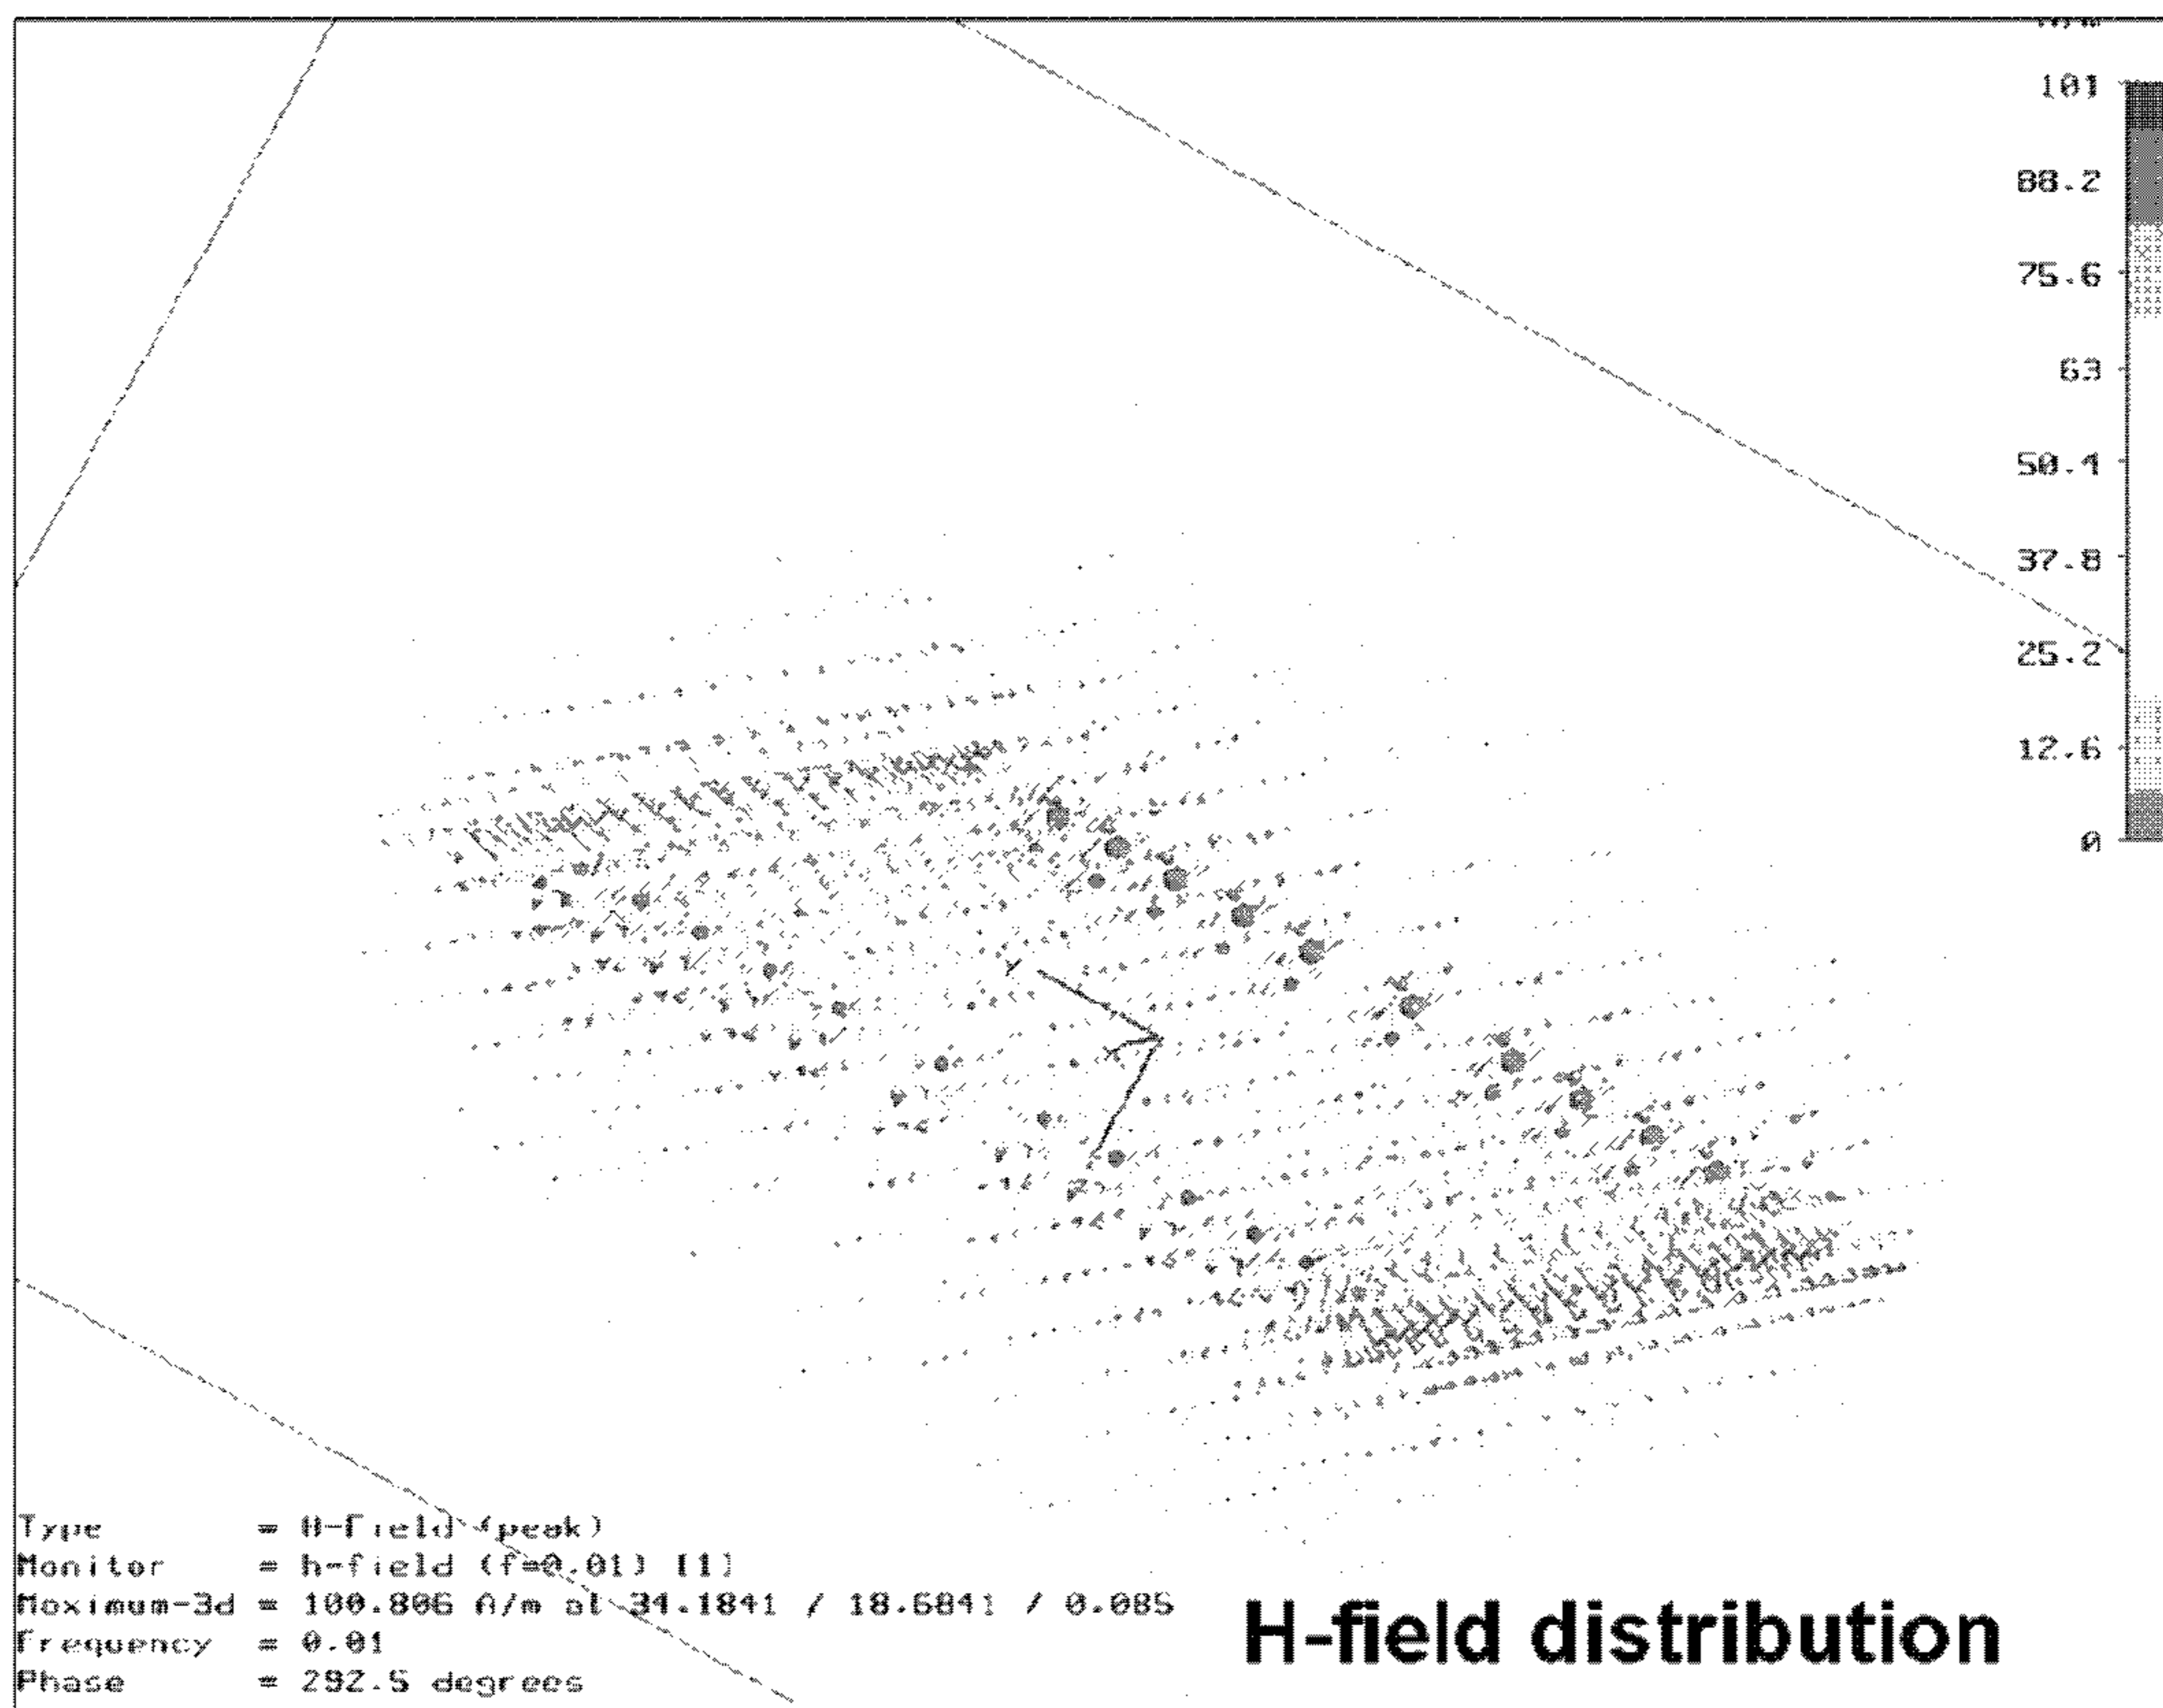 101
88.2
75.6
63
50.4
37.8
25.2
12.6
0
Y
Z
Type = H-Field (peak)
Monitor = h-field (f=0.01) [1]
Maximum-3d = 100.806 A/m at 34.1841 / 18.6841 / 0.085
Frequency = 0.01
Phase = 292.5 degrees
H-field distribution